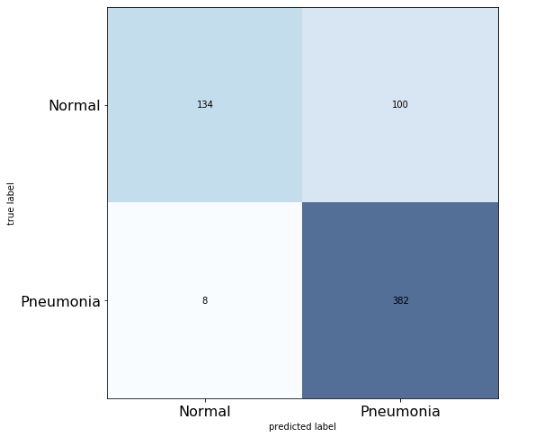 Normal
134
100
true label
Pneumonia
8
382
Normal
Pneumonia
predicted label